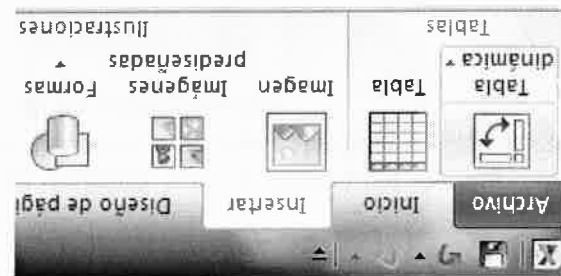 Archivo Inicio Insertar Diseño de pági
Tabla Tabla Imagen Imágenes Formas
dinámica prediseñadas
Tablas Ilustraciones